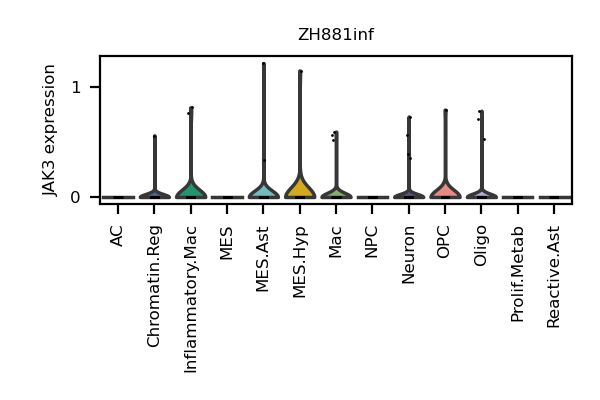 ZH881inf
JAK3 expression
1
0
AC
Chromatin.Reg
Inflammatory.Mac
MES
MES.Ast
MES.Hyp
Mac
NPC
Neuron
OPC
Oligo
Prolif.Metab
Reactive.Ast